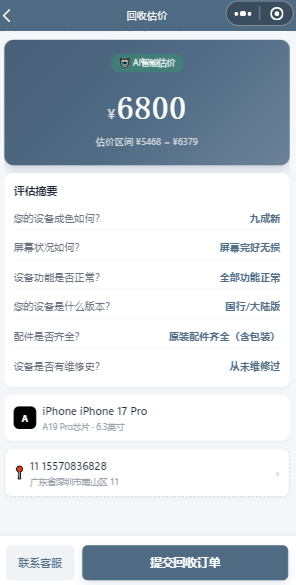 回收估价
AI智能估价
¥6800
估价区间 ¥5468 ~ ¥6379
评估摘要
您的设备成色如何? 九成新
屏幕状况如何? 屏幕完好无损
设备功能是否正常? 全部功能正常
您的设备是什么版本? 国行/大陆版
配件是否齐全? 原装配件齐全（含包装）
设备是否有维修史? 从未维修过
A
iPhone iPhone 17 Pro
A19 Pro芯片 · 6.3英寸
11 15570836828
广东省深圳市南山区 11
联系客服 提交回收订单